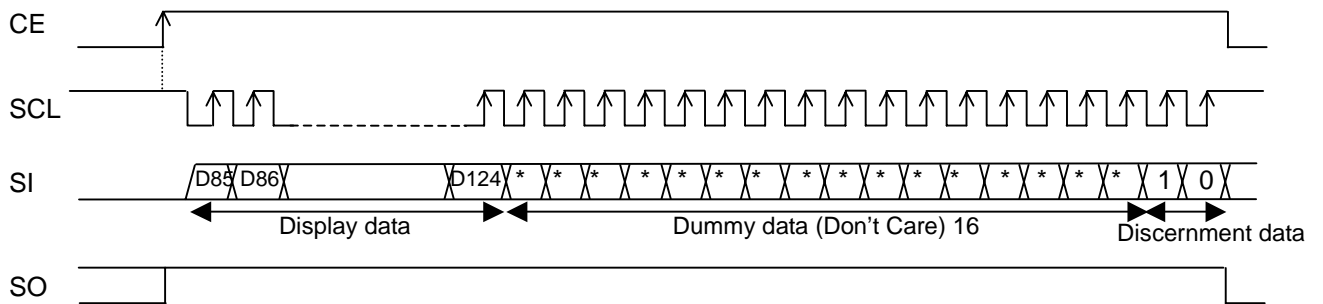 CE
SCL
SI
D85 D86 D124 * * * * * * * * * * * * * * * * 1 0
Display data Dummy data (Don't Care) 16 Discernment data
SO